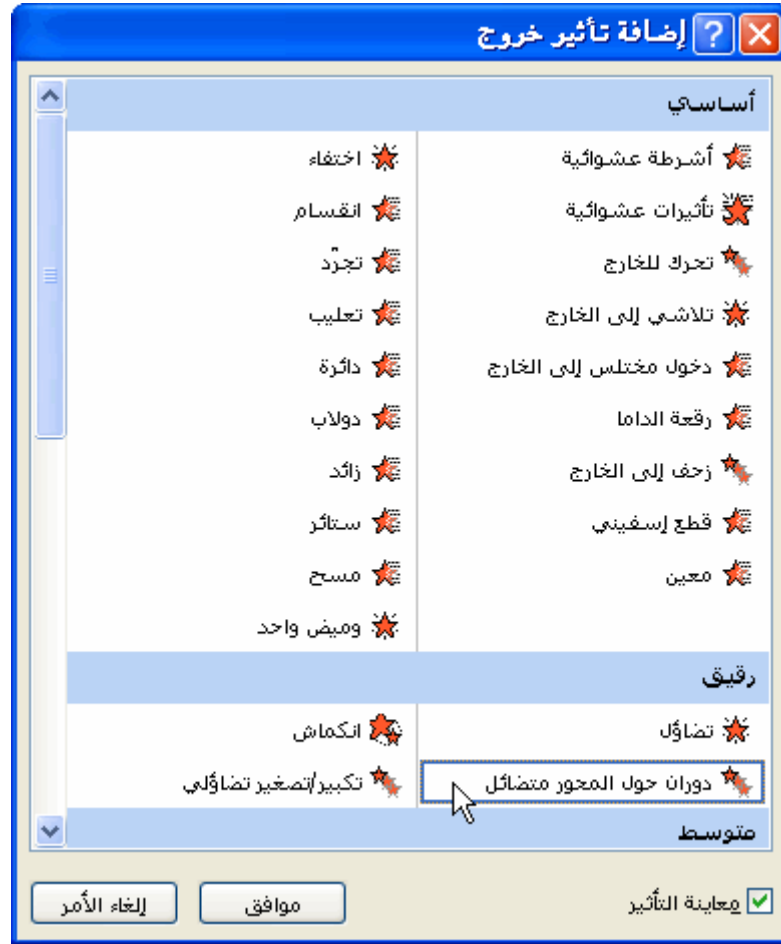 إضافة تأثير خروج
أساسي
أشرطة عشوائية
اختفاء
تأثيرات عشوائية
انقسام
تحرك للخارج
تجرّد
تلاشي إلى الخارج
تعليب
دخول مختلس إلى الخارج
دائرة
رقعة الداما
دولاب
زحف إلى الخارج
زائد
قطع إسفيني
ستائر
معين
مسح
وميض واحد
رقيق
تضاؤل
انكماش
دوران حول المحور متضائل
تكبير/تصغير تضاؤلي
متوسط
معاينة التأثير
موافق
إلغاء الأمر